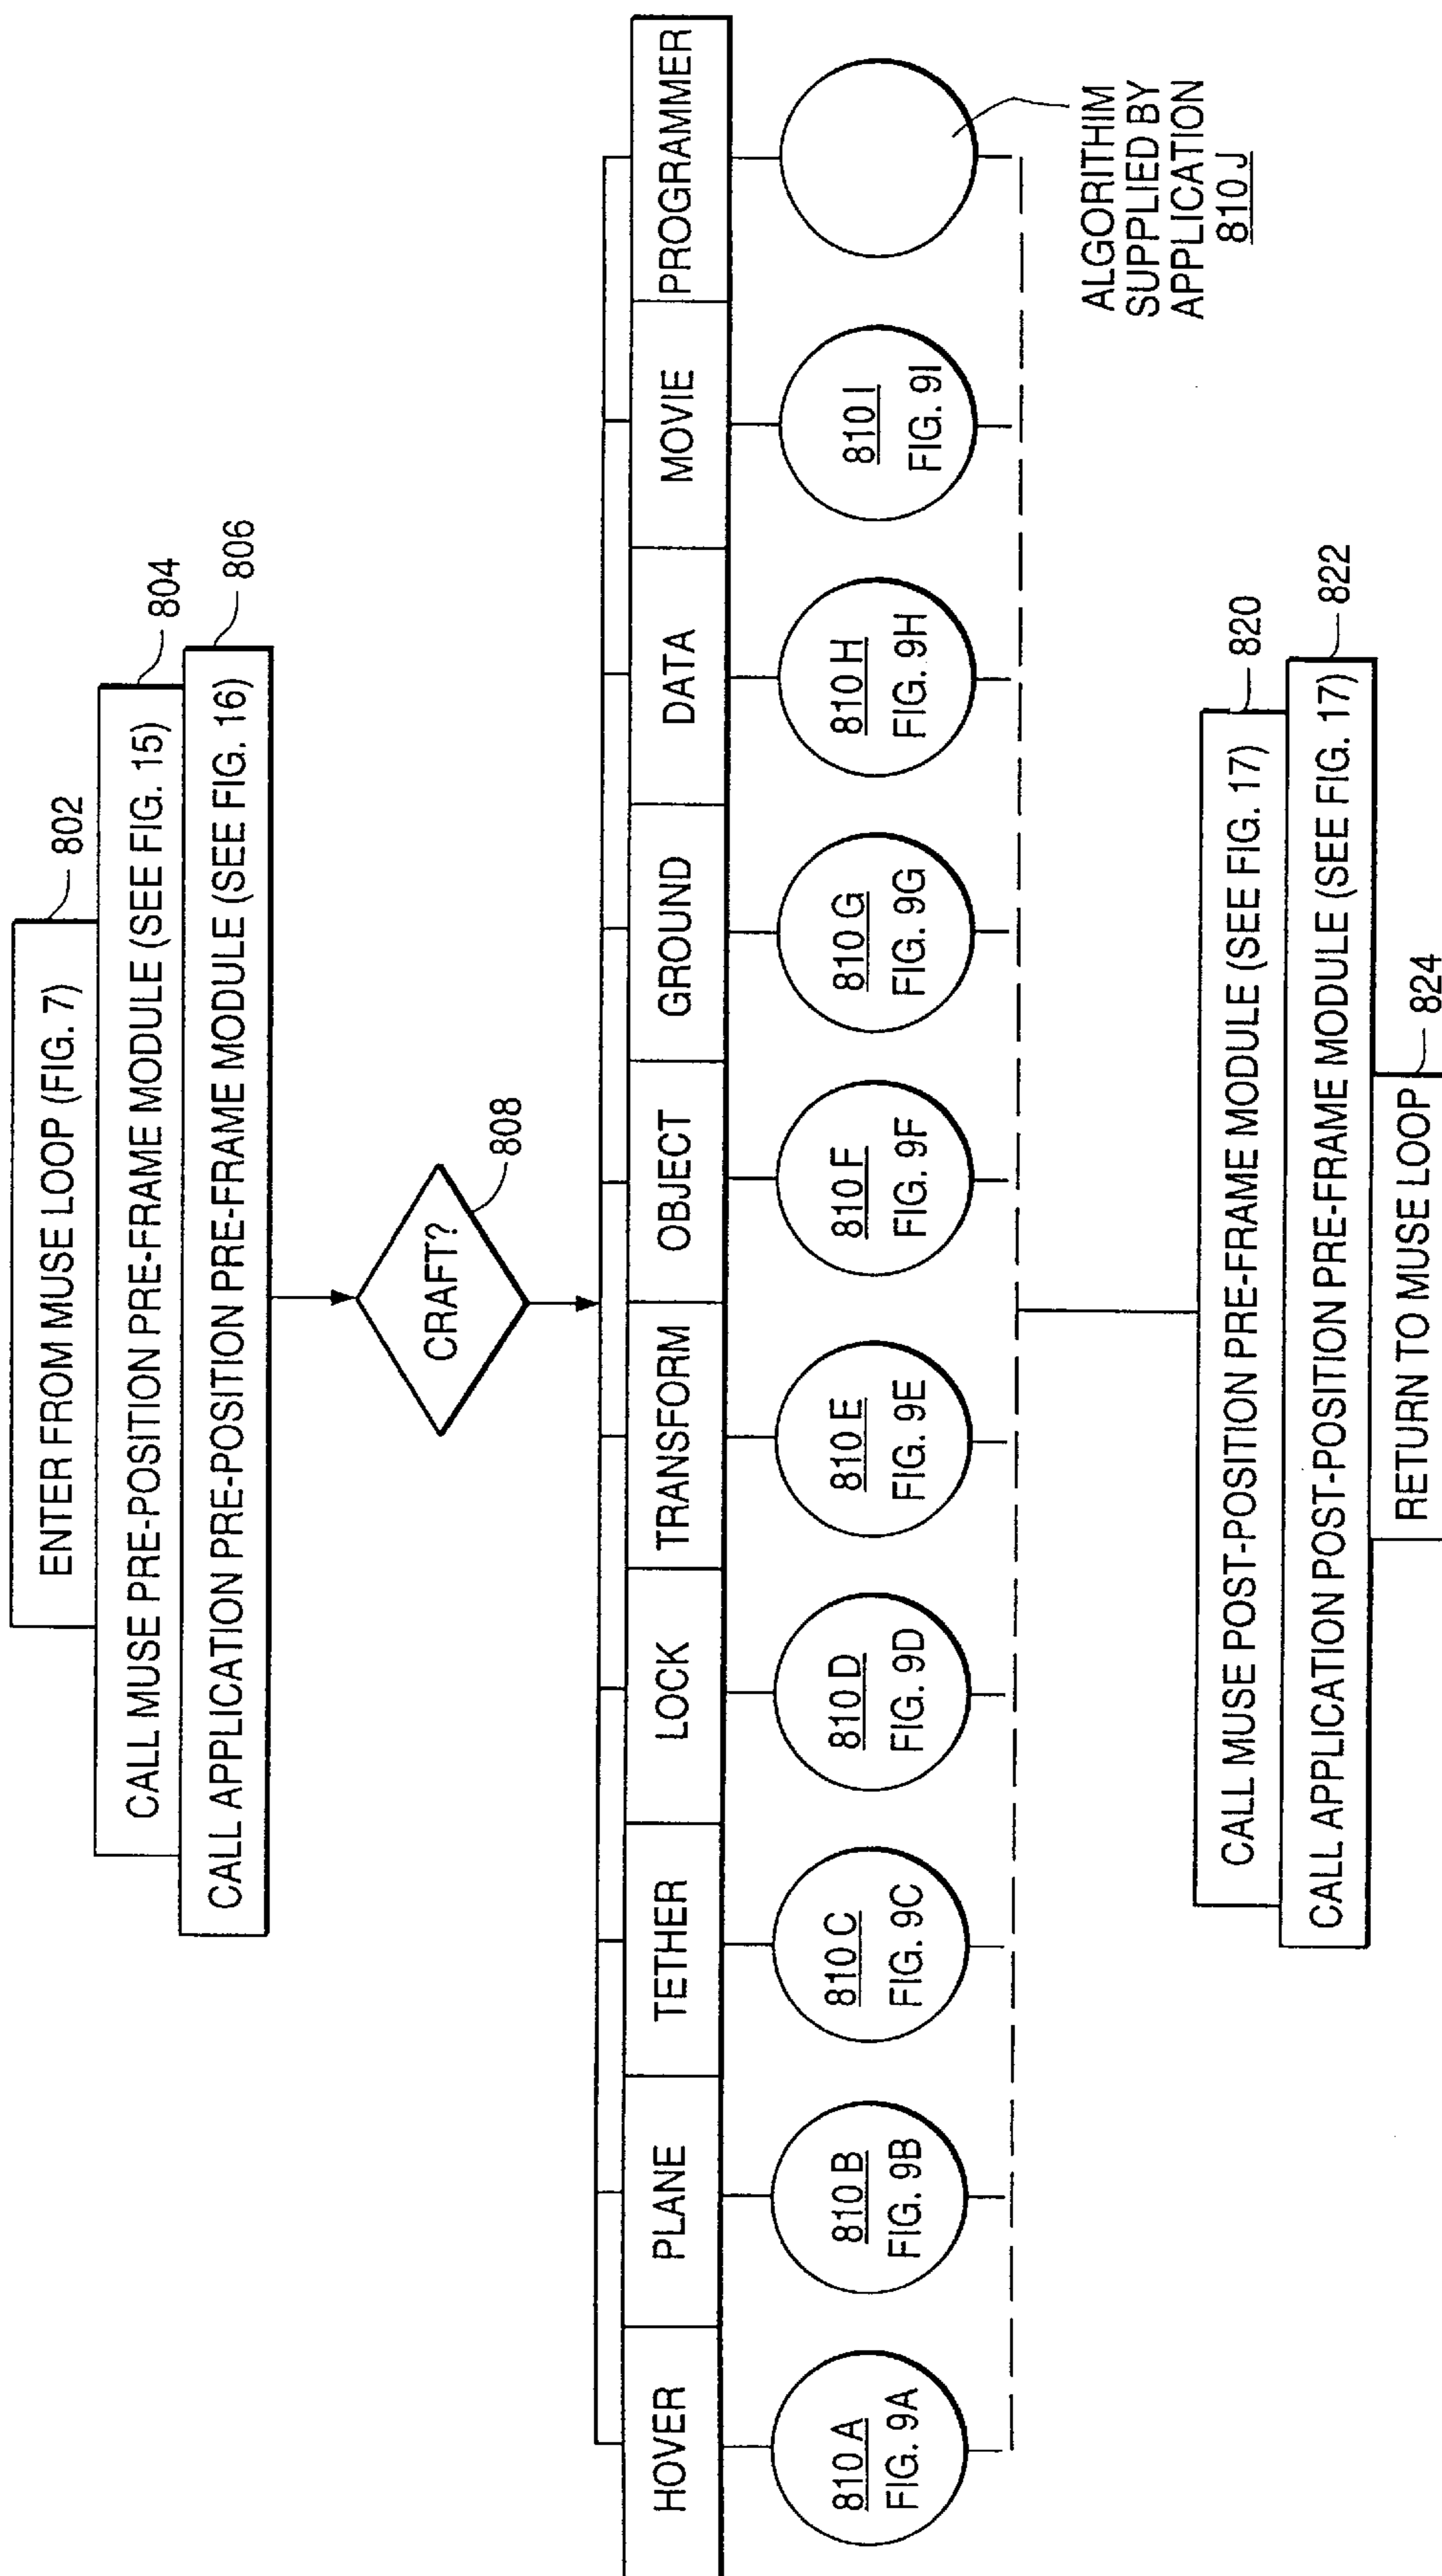 ENTER FROM MUSE LOOP (FIG. 7)
802
CALL MUSE PRE-POSITION PRE-FRAME MODULE (SEE FIG. 15)
804
CALL APPLICATION PRE-POSITION PRE-FRAME MODULE (SEE FIG. 16)
806
CRAFT?
808
HOVER
PLANE
TETHER
LOCK
TRANSFORM
OBJECT
GROUND
DATA
MOVIE
PROGRAMMER
810 A
FIG. 9A
810 B
FIG. 9B
810 C
FIG. 9C
810 D
FIG. 9D
810 E
FIG. 9E
810 F
FIG. 9F
810 G
FIG. 9G
810 H
FIG. 9H
810 I
FIG. 9I
ALGORITHIM
SUPPLIED BY
APPLICATION
810 J
CALL MUSE POST-POSITION PRE-FRAME MODULE (SEE FIG. 17)
820
CALL APPLICATION POST-POSITION PRE-FRAME MODULE (SEE FIG. 17)
822
RETURN TO MUSE LOOP
824